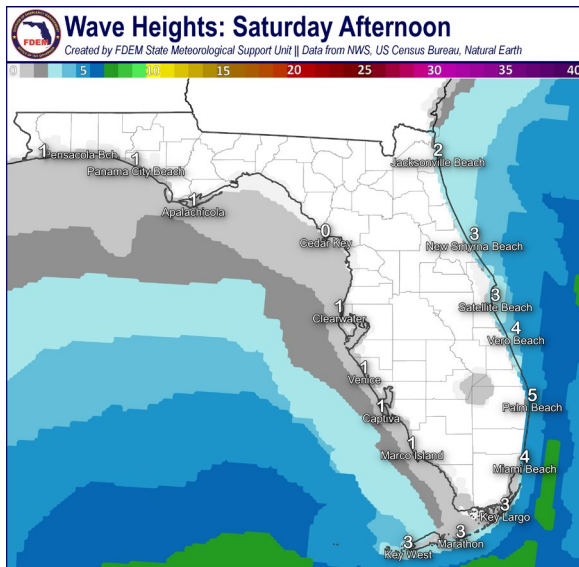 Wave Heights: Saturday Afternoon
Created by FDEM State Meteorological Support Unit || Data from NWS, US Census Bureau, Natural Earth
FDEM
0 5 10 15 20 25 30 35 40
1
Pensacola Bch
1
Panama City Beach
1
Apalachicola
2
Jacksonville Beach
0
Cedar Key
3
New Smyrna Beach
3
Satellite Beach
1
Clearwater
4
Vero Beach
1
Venice
5
Palm Beach
1
Captiva
1
Marco Island
4
Miami Beach
3
Key Largo
3
Marathon
3
Key West